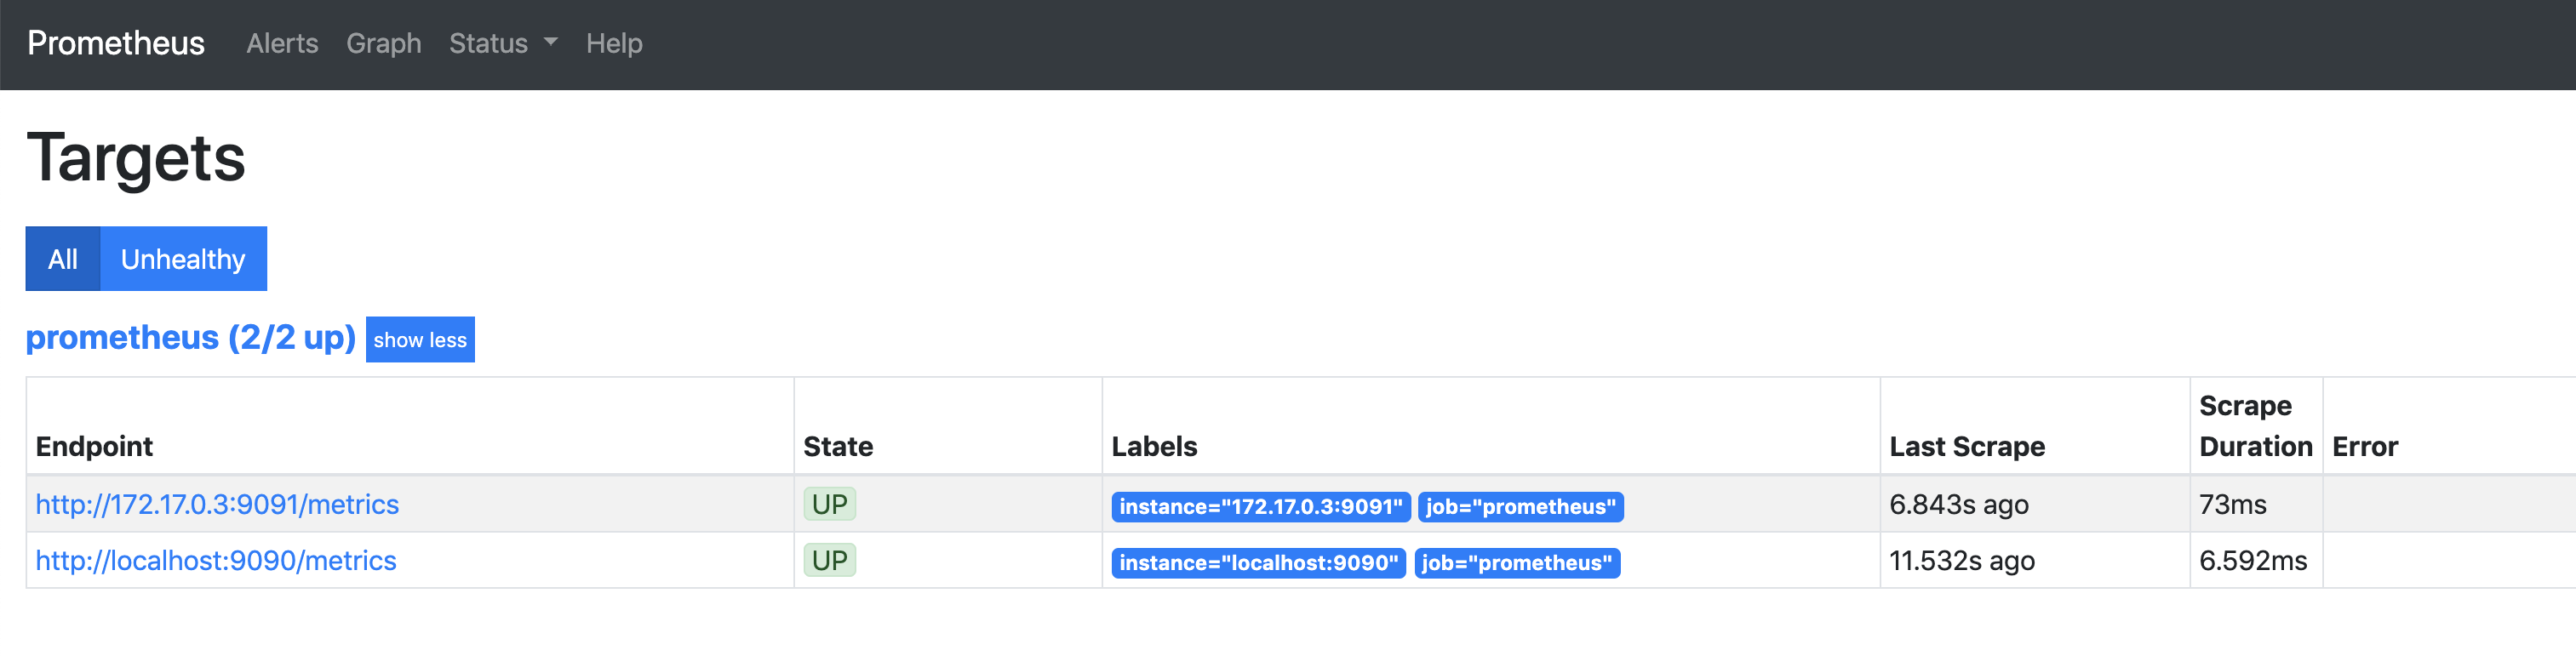 Prometheus Alerts Graph Status Help
Targets
All Unhealthy
prometheus (2/2 up) show less
Endpoint State Labels Last Scrape Scrape Duration Error
http://172.17.0.3:9091/metrics UP instance="172.17.0.3:9091" job="prometheus" 6.843s ago 73ms
http://localhost:9090/metrics UP instance="localhost:9090" job="prometheus" 11.532s ago 6.592ms